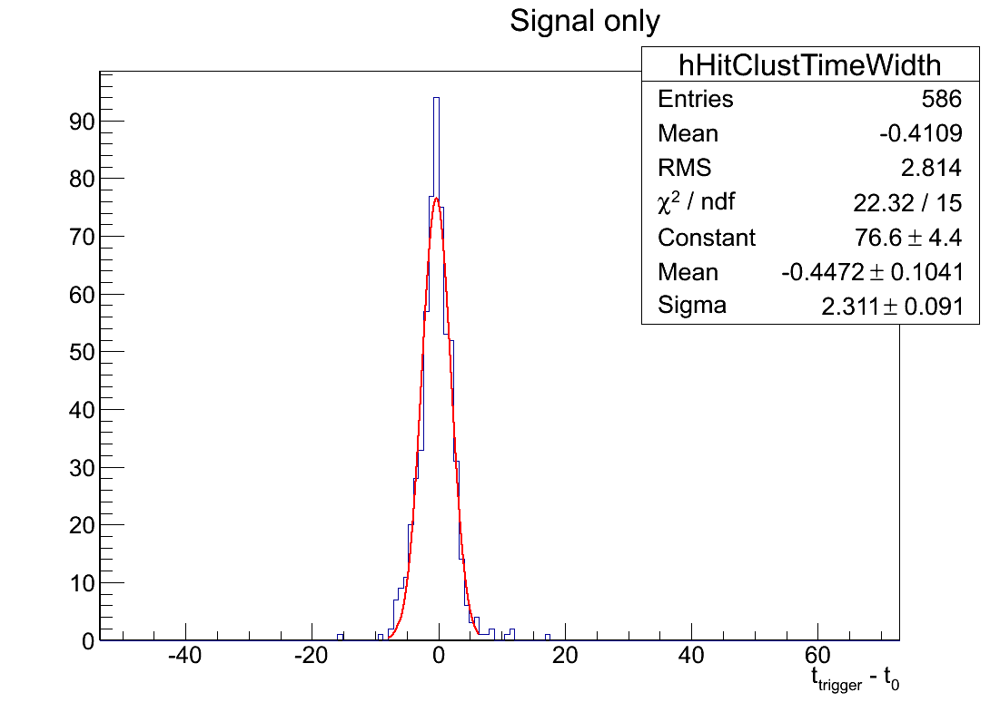 Signal only
hHitClustTimeWidth
Entries 586
Mean -0.4109
RMS 2.814
χ² / ndf 22.32 / 15
Constant 76.6 ± 4.4
Mean -0.4472 ± 0.1041
Sigma 2.311 ± 0.091
90
80
70
60
50
40
30
20
10
0
-40 -20 0 20 40 60
t_trigger - t_0